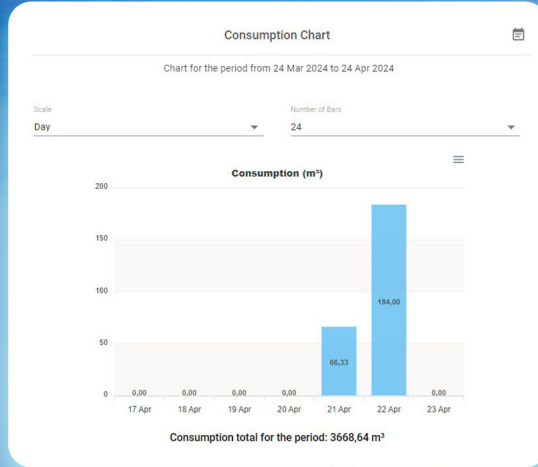 Consumption Chart
Chart for the period from 24 Mar 2024 to 24 Apr 2024
Scale
Number of Bars
Day
24
Consumption (m³)
200
150
100
50
0
184,00
66,33
0,00
0,00
0,00
0,00
0,00
17 Apr
18 Apr
19 Apr
20 Apr
21 Apr
22 Apr
23 Apr
Consumption total for the period: 3668,64 m³